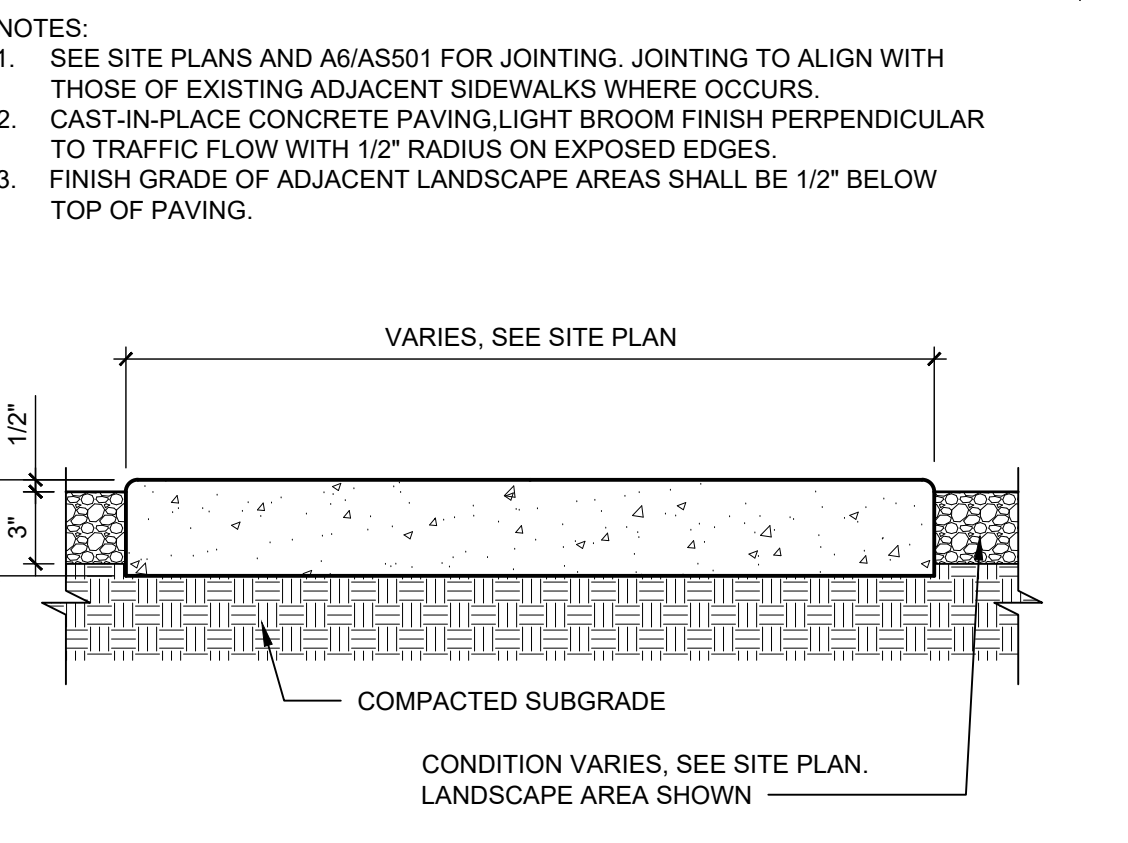 NOTES:
1. SEE SITE PLANS AND A6/AS501 FOR JOINTING. JOINTING TO ALIGN WITH
THOSE OF EXISTING ADJACENT SIDEWALKS WHERE OCCURS.
2. CAST-IN-PLACE CONCRETE PAVING,LIGHT BROOM FINISH PERPENDICULAR
TO TRAFFIC FLOW WITH 1/2" RADIUS ON EXPOSED EDGES.
3. FINISH GRADE OF ADJACENT LANDSCAPE AREAS SHALL BE 1/2" BELOW
TOP OF PAVING.
VARIES, SEE SITE PLAN
1/2"
3"
COMPACTED SUBGRADE
CONDITION VARIES, SEE SITE PLAN.
LANDSCAPE AREA SHOWN